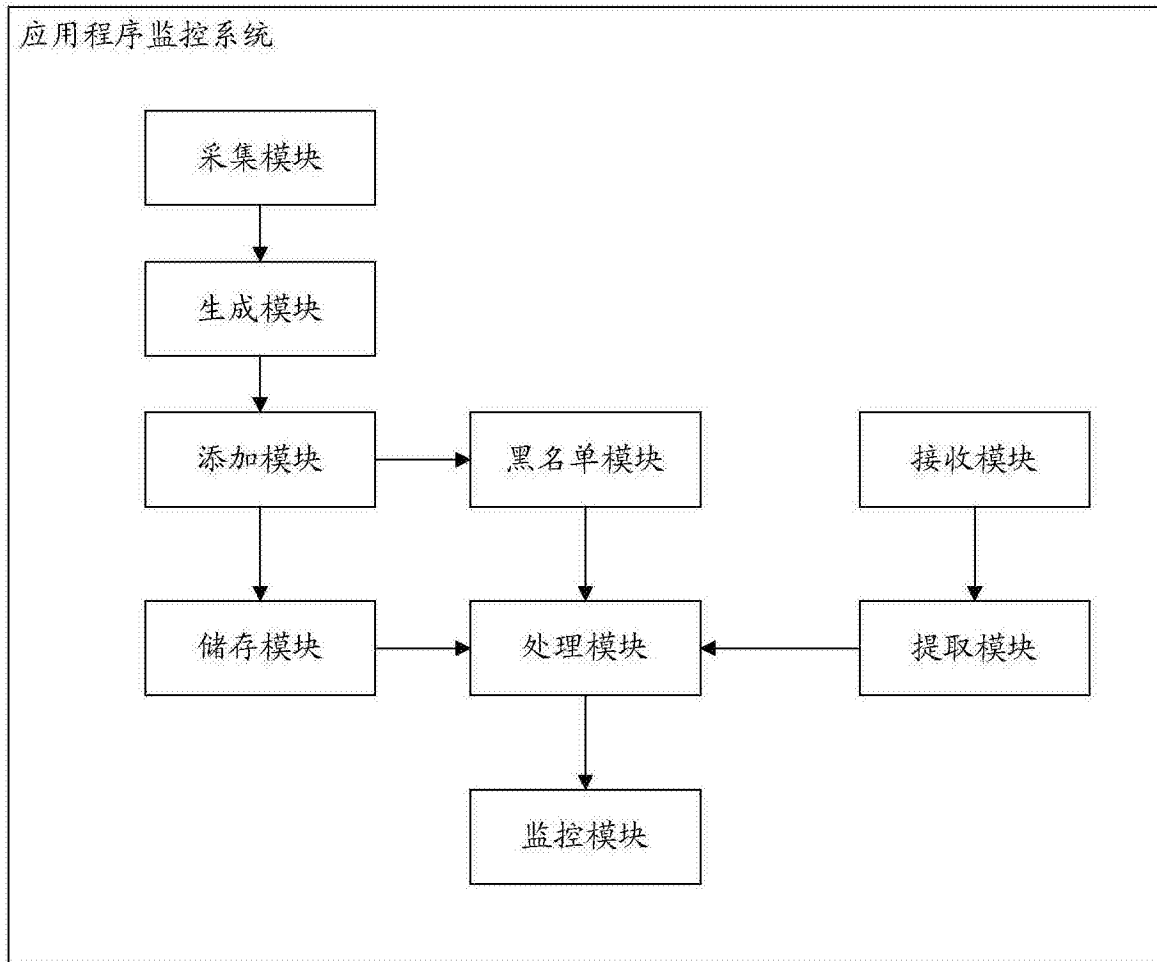 应用程序监控系统
采集模块
生成模块
添加模块
黑名单模块
接收模块
储存模块
处理模块
提取模块
监控模块